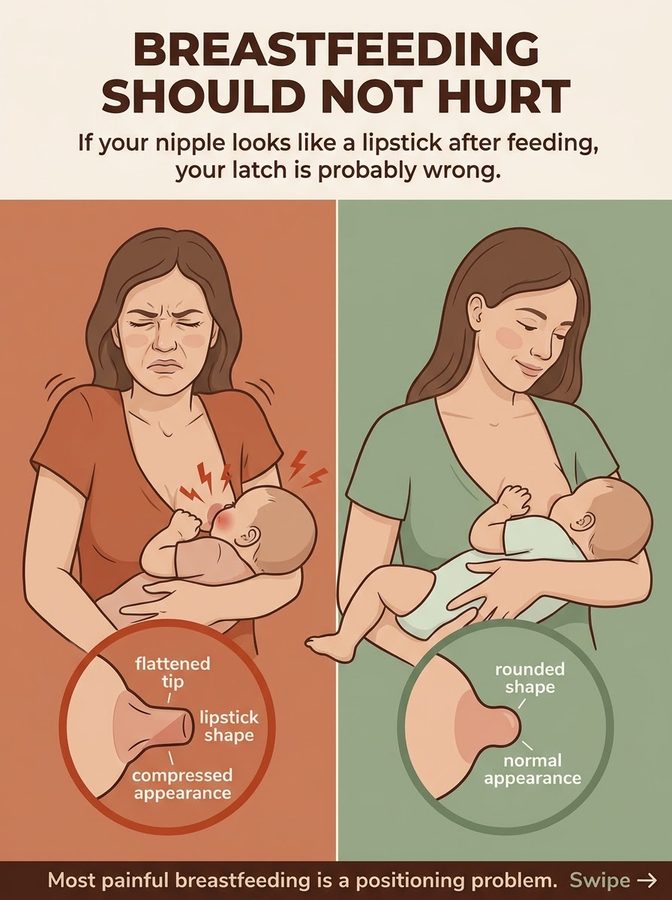 BREASTFEEDING
SHOULD NOT HURT
If your nipple looks like a lipstick after feeding,
your latch is probably wrong.
flattened
tip
lipstick
shape
compressed
appearance
rounded
shape
normal
appearance
Most painful breastfeeding is a positioning problem. Swipe →